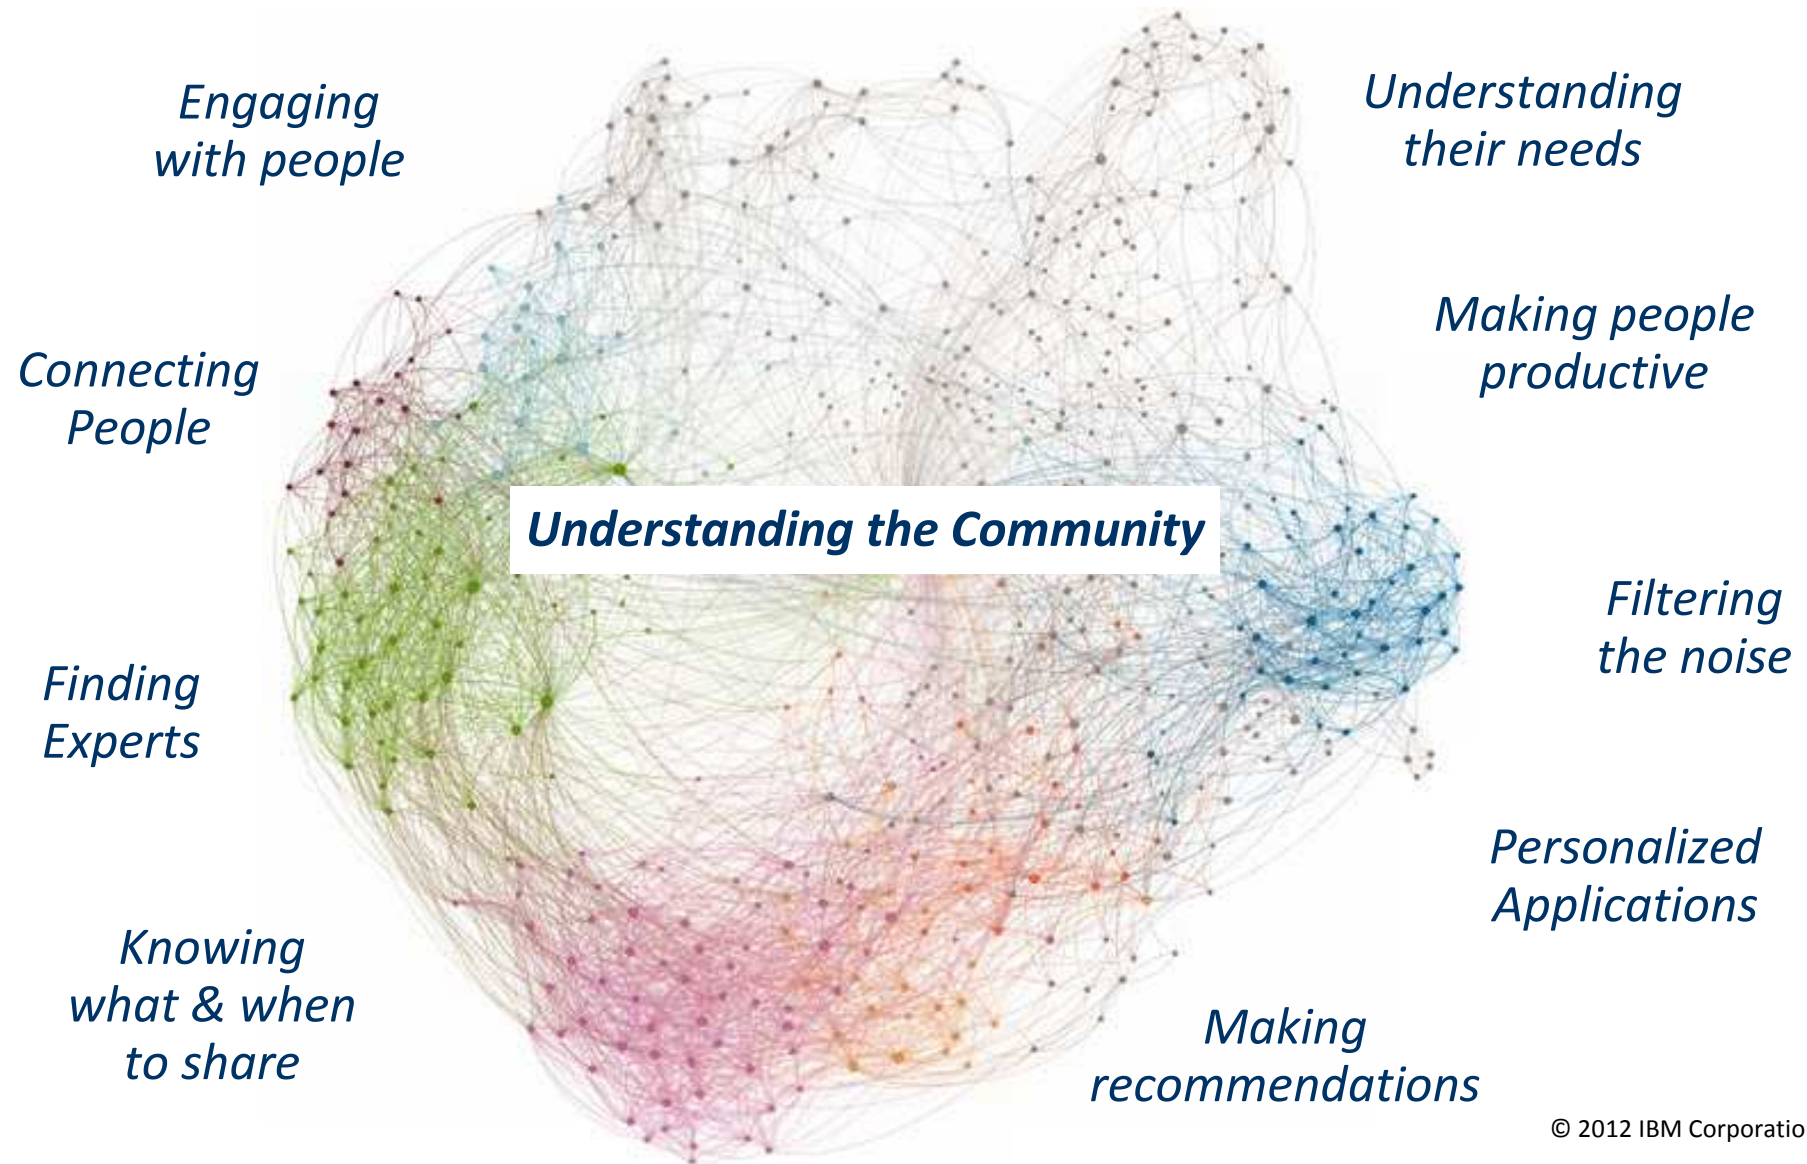 Engaging
with people
Understanding
their needs
Making people
productive
Connecting
People
Understanding the Community
Filtering
the noise
Finding
Experts
Personalized
Applications
Knowing
what & when
to share
Making
recommendations
© 2012 IBM Corporatio